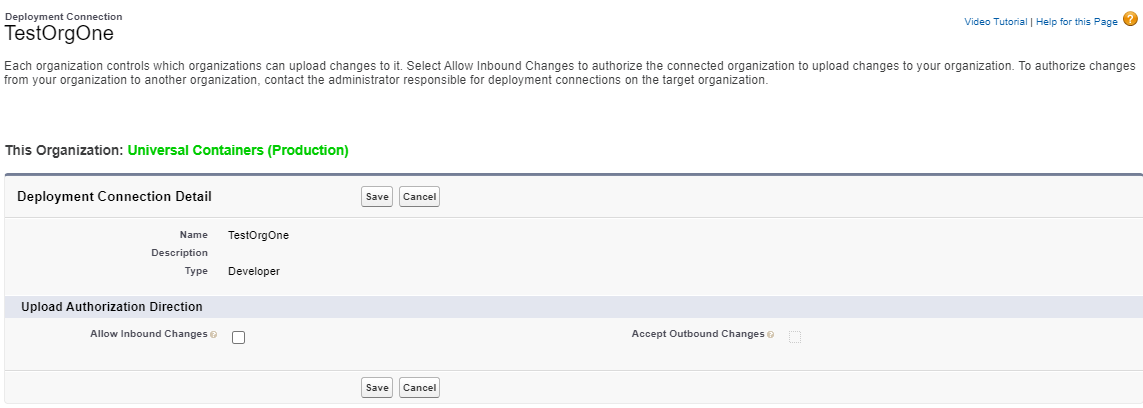 Deployment Connection
TestOrgOne
Video Tutorial | Help for this Page ?
Each organization controls which organizations can upload changes to it. Select Allow Inbound Changes to authorize the connected organization to upload changes to your organization. To authorize changes
from your organization to another organization, contact the administrator responsible for deployment connections on the target organization.
This Organization: Universal Containers (Production)
Deployment Connection Detail Save Cancel
Name TestOrgOne
Description
Type Developer
Upload Authorization Direction
Allow Inbound Changes ? Accept Outbound Changes ?
Save Cancel